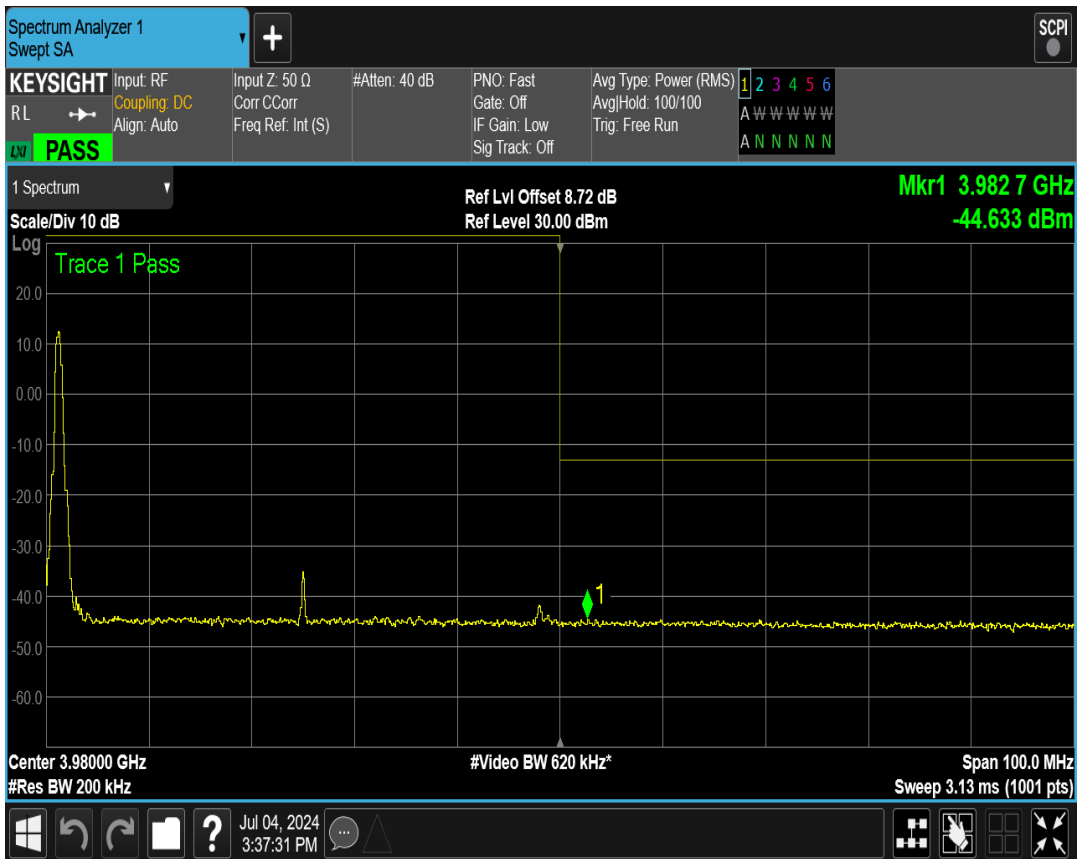 Spectrum Analyzer 1
Swept SA
SCPI
KEYSIGHT
R L
LXI
PASS
Input: RF
Coupling: DC
Align: Auto
Input Z: 50 Ω
Corr CCorr
Freq Ref: Int (S)
#Atten: 40 dB
PNO: Fast
Gate: Off
IF Gain: Low
Sig Track: Off
Avg Type: Power (RMS)
Avg|Hold: 100/100
Trig: Free Run
1 2 3 4 5 6
A W W W W W
A N N N N N
1 Spectrum
Scale/Div 10 dB
Ref Lvl Offset 8.72 dB
Ref Level 30.00 dBm
Mkr1 3.982 7 GHz
-44.633 dBm
Log
Trace 1 Pass
20.0
10.0
0.00
-10.0
-20.0
-30.0
-40.0
1
-50.0
-60.0
Center 3.98000 GHz
#Res BW 200 kHz
#Video BW 620 kHz*
Span 100.0 MHz
Sweep 3.13 ms (1001 pts)
Jul 04, 2024
3:37:31 PM